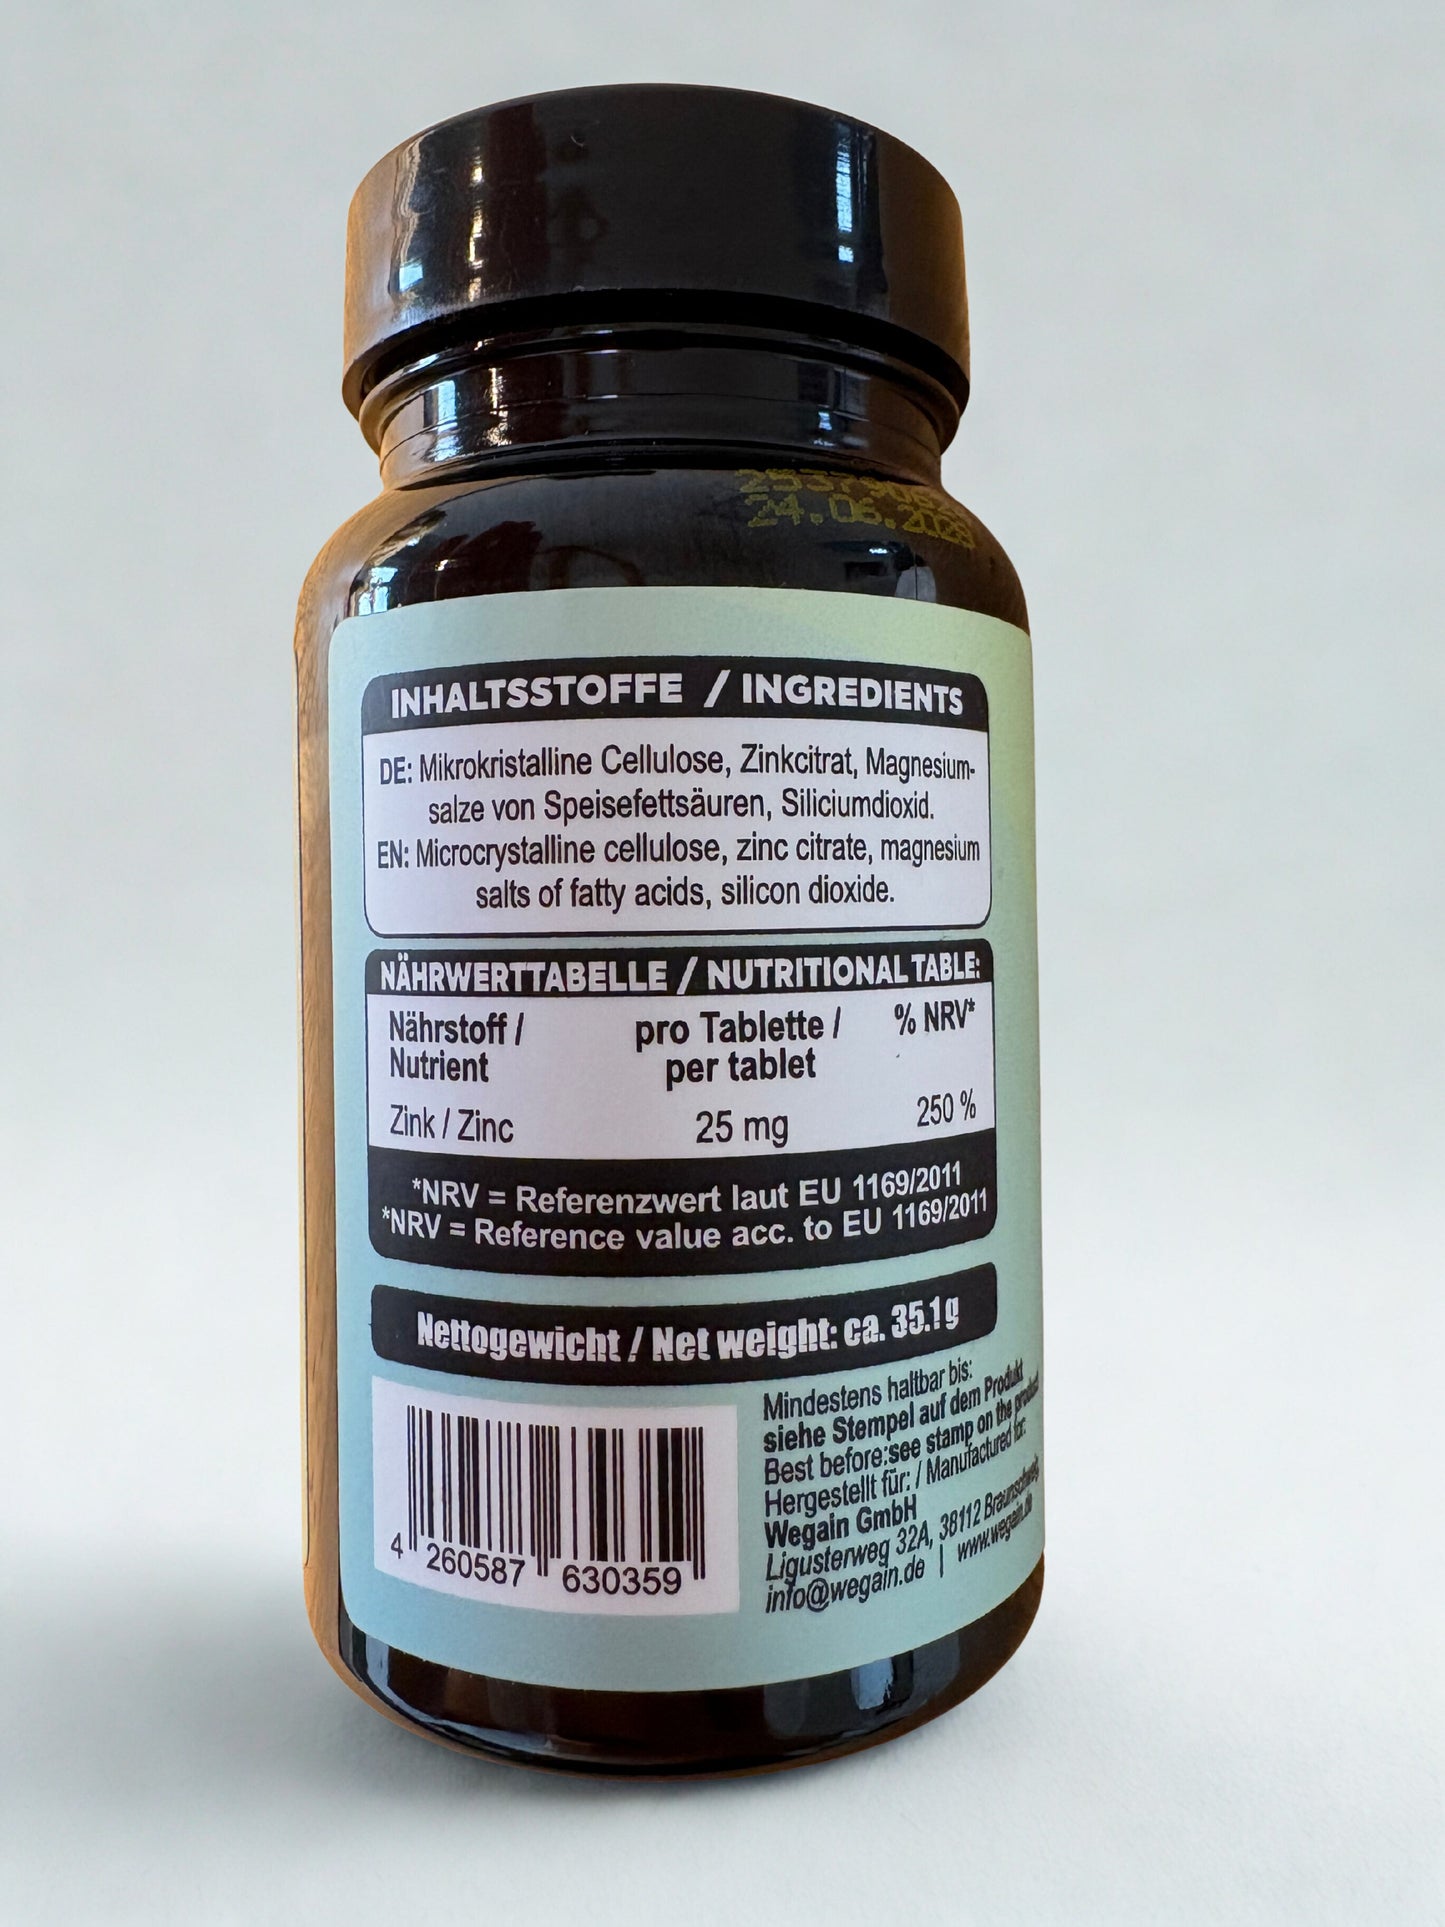 24.06.2028
INHALTSSTOFFE / INGREDIENTS
DE: Mikrokristalline Cellulose, Zinkcitrat, Magnesium-
salze von Speisefettsäuren, Siliciumdioxid.
EN: Microcrystalline cellulose, zinc citrate, magnesium
salts of fatty acids, silicon dioxide.
NÄHRWERTTABELLE / NUTRITIONAL TABLE:
Nährstoff / pro Tablette / % NRV*
Nutrient per tablet
Zink / Zinc 25 mg 250 %
*NRV = Referenzwert laut EU 1169/2011
*NRV = Reference value acc. to EU 1169/2011
Nettogewicht / Net weight: ca. 35.1g
Mindestens haltbar bis:
siehe Stempel auf dem Produkt
Best before:see stamp on the product
Hergestellt für: / Manufactured for:
Wegain GmbH
Ligusterweg 32A, 38112 Braunschweig
info@wegain.de | www.wegain.de
4 260587 630359